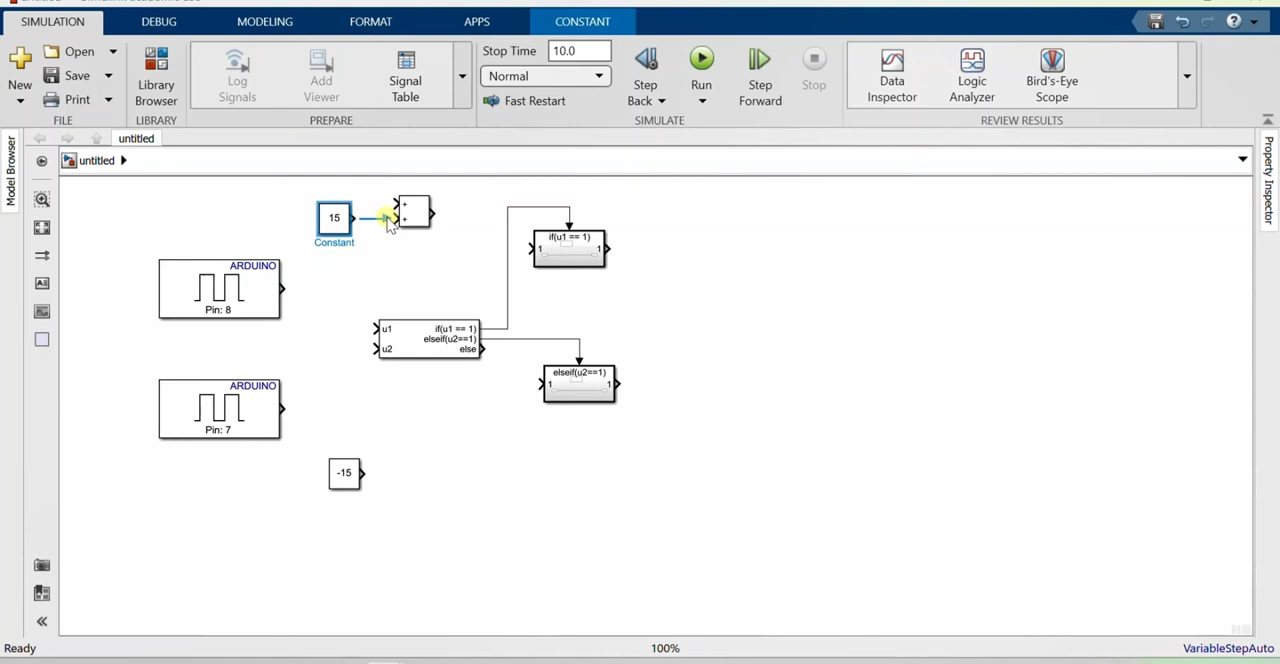 SIMULATION DEBUG MODELING FORMAT APPS CONSTANT
New
Open
Save
Print
FILE
Library
Browser
LIBRARY
Log
Signals
Add
Viewer
Signal
Table
PREPARE
Stop Time 10.0
Normal
Fast Restart
Step
Back
Run
Step
Forward
Stop
SIMULATE
Data
Inspector
Logic
Analyzer
Bird's-Eye
Scope
REVIEW RESULTS
untitled
untitled
Model Browser
Property Inspector
15
Constant
+
+
if(u1 == 1)
1 1
ARDUINO
Pin: 8
u1 if(u1 == 1)
elseif(u2==1)
u2 else
elseif(u2==1)
1 1
ARDUINO
Pin: 7
-15
Ready 100% VariableStepAuto